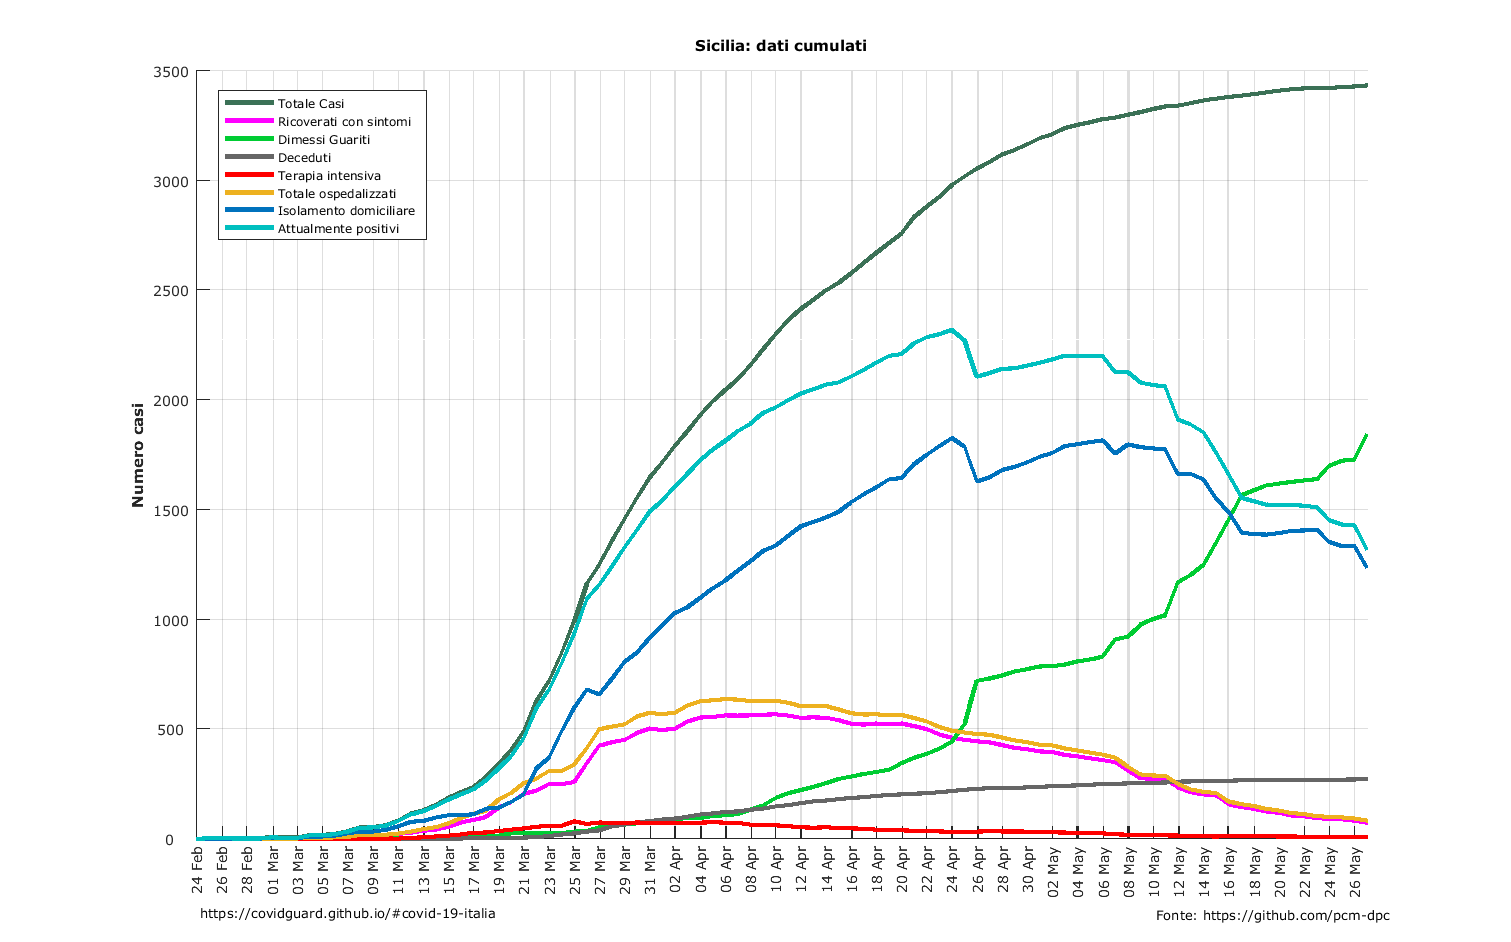 Sicilia: dati cumulati
3500
3000
2500
2000
1500
1000
500
0
Numero casi
Totale Casi
Ricoverati con sintomi
Dimessi Guariti
Deceduti
Terapia intensiva
Totale ospedalizzati
Isolamento domiciliare
Attualmente positivi
24 Feb
26 Feb
28 Feb
01 Mar
03 Mar
05 Mar
07 Mar
09 Mar
11 Mar
13 Mar
15 Mar
17 Mar
19 Mar
21 Mar
23 Mar
25 Mar
27 Mar
29 Mar
31 Mar
02 Apr
04 Apr
06 Apr
08 Apr
10 Apr
12 Apr
14 Apr
16 Apr
18 Apr
20 Apr
22 Apr
24 Apr
26 Apr
28 Apr
30 Apr
02 May
04 May
06 May
08 May
10 May
12 May
14 May
16 May
18 May
20 May
22 May
24 May
26 May
https://covidguard.github.io/#covid-19-italia
Fonte: https://github.com/pcm-dpc